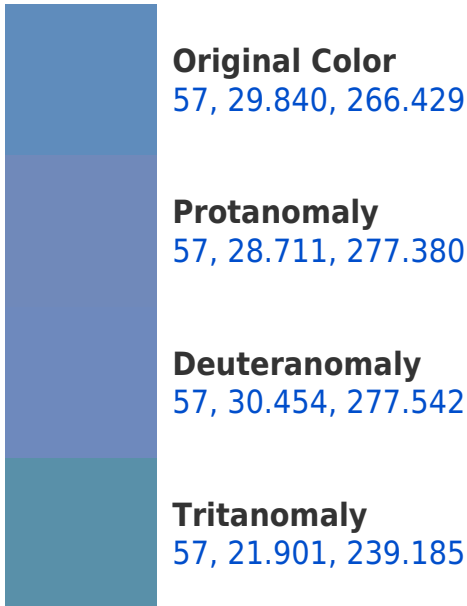 Original Color
57, 29.840, 266.429
Protanomaly
57, 28.711, 277.380
Deuteranomaly
57, 30.454, 277.542
Tritanomaly
57, 21.901, 239.185